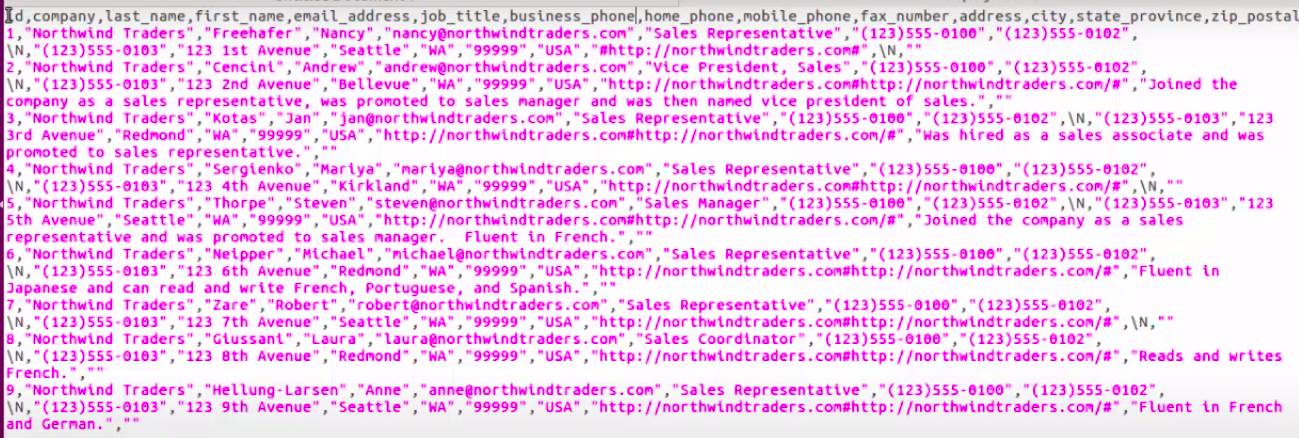 id,company,last_name,first_name,email_address,job_title,business_phone,home_phone,mobile_phone,fax_number,address,city,state_province,zip_postal
1,"Northwind Traders","Freehafer","Nancy","nancy@northwindtraders.com","Sales Representative","(123)555-0100","(123)555-0102",
\N,"(123)555-0103","123 1st Avenue","Seattle","WA","99999","USA","#http://northwindtraders.com#",\N,""
2,"Northwind Traders","Cencini","Andrew","andrew@northwindtraders.com","Vice President, Sales","(123)555-0100","(123)555-0102",
\N,"(123)555-0103","123 2nd Avenue","Bellevue","WA","99999","USA","http://northwindtraders.com#http://northwindtraders.com/#","Joined the
company as a sales representative, was promoted to sales manager and was then named vice president of sales.",""
3,"Northwind Traders","Kotas","Jan","jan@northwindtraders.com","Sales Representative","(123)555-0100","(123)555-0102",\N,"(123)555-0103","123
3rd Avenue","Redmond","WA","99999","USA","http://northwindtraders.com#http://northwindtraders.com/#","Was hired as a sales associate and was
promoted to sales representative.",""
4,"Northwind Traders","Sergienko","Mariya","mariya@northwindtraders.com","Sales Representative","(123)555-0100","(123)555-0102",
\N,"(123)555-0103","123 4th Avenue","Kirkland","WA","99999","USA","http://northwindtraders.com#http://northwindtraders.com/#",\N,""
5,"Northwind Traders","Thorpe","Steven","steven@northwindtraders.com","Sales Manager","(123)555-0100","(123)555-0102",\N,"(123)555-0103","123
5th Avenue","Seattle","WA","99999","USA","http://northwindtraders.com#http://northwindtraders.com/#","Joined the company as a sales
representative and was promoted to sales manager.  Fluent in French.",""
6,"Northwind Traders","Neipper","Michael","michael@northwindtraders.com","Sales Representative","(123)555-0100","(123)555-0102",
\N,"(123)555-0103","123 6th Avenue","Redmond","WA","99999","USA","http://northwindtraders.com#http://northwindtraders.com/#","Fluent in
Japanese and can read and write French, Portuguese, and Spanish.",""
7,"Northwind Traders","Zare","Robert","robert@northwindtraders.com","Sales Representative","(123)555-0100","(123)555-0102",
\N,"(123)555-0103","123 7th Avenue","Seattle","WA","99999","USA","http://northwindtraders.com#http://northwindtraders.com/#",\N,""
8,"Northwind Traders","Giussani","Laura","laura@northwindtraders.com","Sales Coordinator","(123)555-0100","(123)555-0102",
\N,"(123)555-0103","123 8th Avenue","Redmond","WA","99999","USA","http://northwindtraders.com#http://northwindtraders.com/#","Reads and writes
French.",""
9,"Northwind Traders","Hellung-Larsen","Anne","anne@northwindtraders.com","Sales Representative","(123)555-0100","(123)555-0102",
\N,"(123)555-0103","123 9th Avenue","Seattle","WA","99999","USA","http://northwindtraders.com#http://northwindtraders.com/#","Fluent in French
and German.",""